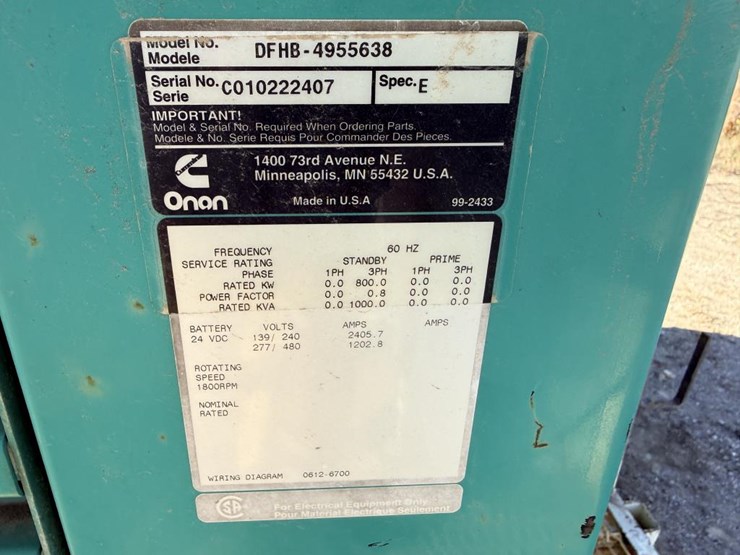 Model No. DFHB-4955638
Modele
Serial No. C010222407 Spec. E
Serie
IMPORTANT!
Model & Serial No. Required When Ordering Parts.
Modele & No. Serie Requis Pour Commander Des Pieces.
1400 73rd Avenue N.E.
Minneapolis, MN 55432 U.S.A.
Onan Made in U.S.A 99-2433
FREQUENCY 60 HZ
SERVICE RATING STANDBY PRIME
PHASE 1PH 3PH 1PH 3PH
RATED KW 0.0 800.0 0.0 0.0
POWER FACTOR 0.0 0.8 0.0 0.0
RATED KVA 0.0 1000.0 0.0 0.0
BATTERY VOLTS AMPS AMPS
24 VDC 139/ 240 2405.7
277/ 480 1202.8
ROTATING
SPEED
1800RPM
NOMINAL
RATED
WIRING DIAGRAM 0612-6700
For Electrical Equipment Only
Pour Materiel Electrique Seulement